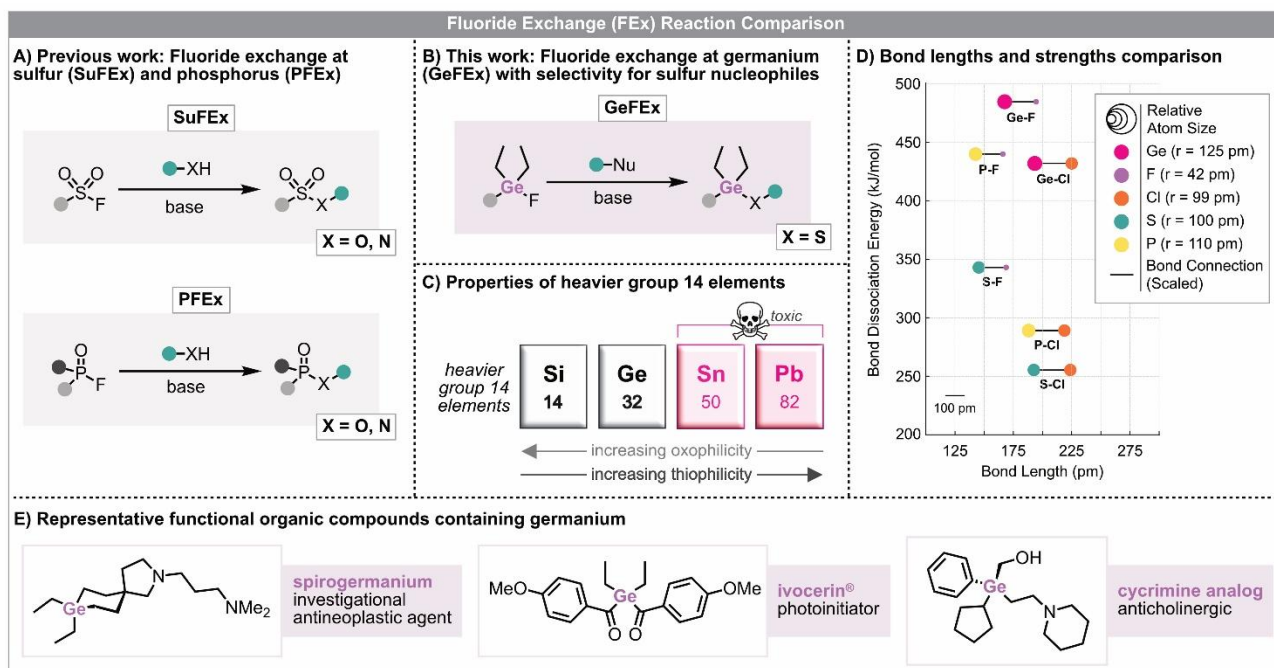 Fluoride Exchange (FEx) Reaction Comparison
A) Previous work: Fluoride exchange at
sulfur (SuFEx) and phosphorus (PFEx)
SuFEx
O O
S
F
XH
base
O O
S
X
X = O, N
PFEx
O
P
F
XH
base
O
P
X
X = O, N
B) This work: Fluoride exchange at germanium
(GeFEx) with selectivity for sulfur nucleophiles
GeFEx
Ge
F
Nu
base
Ge
X
X = S
C) Properties of heavier group 14 elements
toxic
heavier
group 14
elements
Si
14
Ge
32
Sn
50
Pb
82
increasing oxophilicity
increasing thiophilicity
D) Bond lengths and strengths comparison
Bond Dissociation Energy (kJ/mol)
500
450
400
350
300
250
200
Ge-F
P-F
Ge-Cl
S-F
P-Cl
S-Cl
100 pm
125 175 225 275
Bond Length (pm)
Relative
Atom Size
Ge (r = 125 pm)
F (r = 42 pm)
Cl (r = 99 pm)
S (r = 100 pm)
P (r = 110 pm)
Bond Connection
(Scaled)
E) Representative functional organic compounds containing germanium
Ge
N
NMe2
spirogermanium
investigational
antineoplastic agent
MeO
Ge
OMe
O O
ivocerin®
photoinitiator
OH
Ge
N
cycrimine analog
anticholinergic